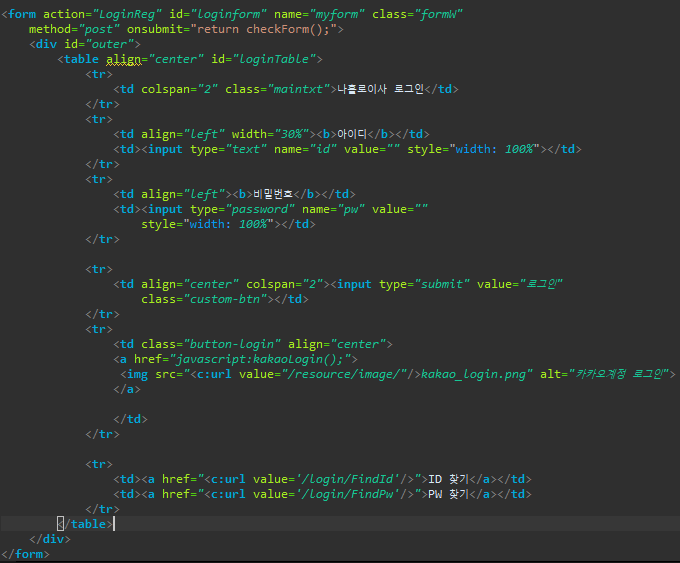 <form action="LoginReg" id="loginform" name="myform" class="formW"
method="post" onsubmit="return checkForm();">
<div id="outer">
<table align="center" id="loginTable">
<tr>
<td colspan="2" class="maintxt">나홀로이사 로그인</td>
</tr>
<tr>
<td align="left" width="30%"><b>아이디</b></td>
<td><input type="text" name="id" value="" style="width: 100%"></td>
</tr>
<tr>
<td align="left"><b>비밀번호</b></td>
<td><input type="password" name="pw" value=""
style="width: 100%"></td>
</tr>
<tr>
<td align="center" colspan="2"><input type="submit" value="로그인"
class="custom-btn"></td>
</tr>
<tr>
<td class="button-login" align="center">
<a href="javascript:kakaoLogin();">
<img src="<c:url value="/resource/image/"/>kakao_login.png" alt="카카오계정 로그인">
</a>
</td>
</tr>
<tr>
<td><a href="<c:url value='/login/FindId'/>">ID 찾기</a></td>
<td><a href="<c:url value='/login/FindPw'/>">PW 찾기</a></td>
</tr>
</table>
</div>
</form>